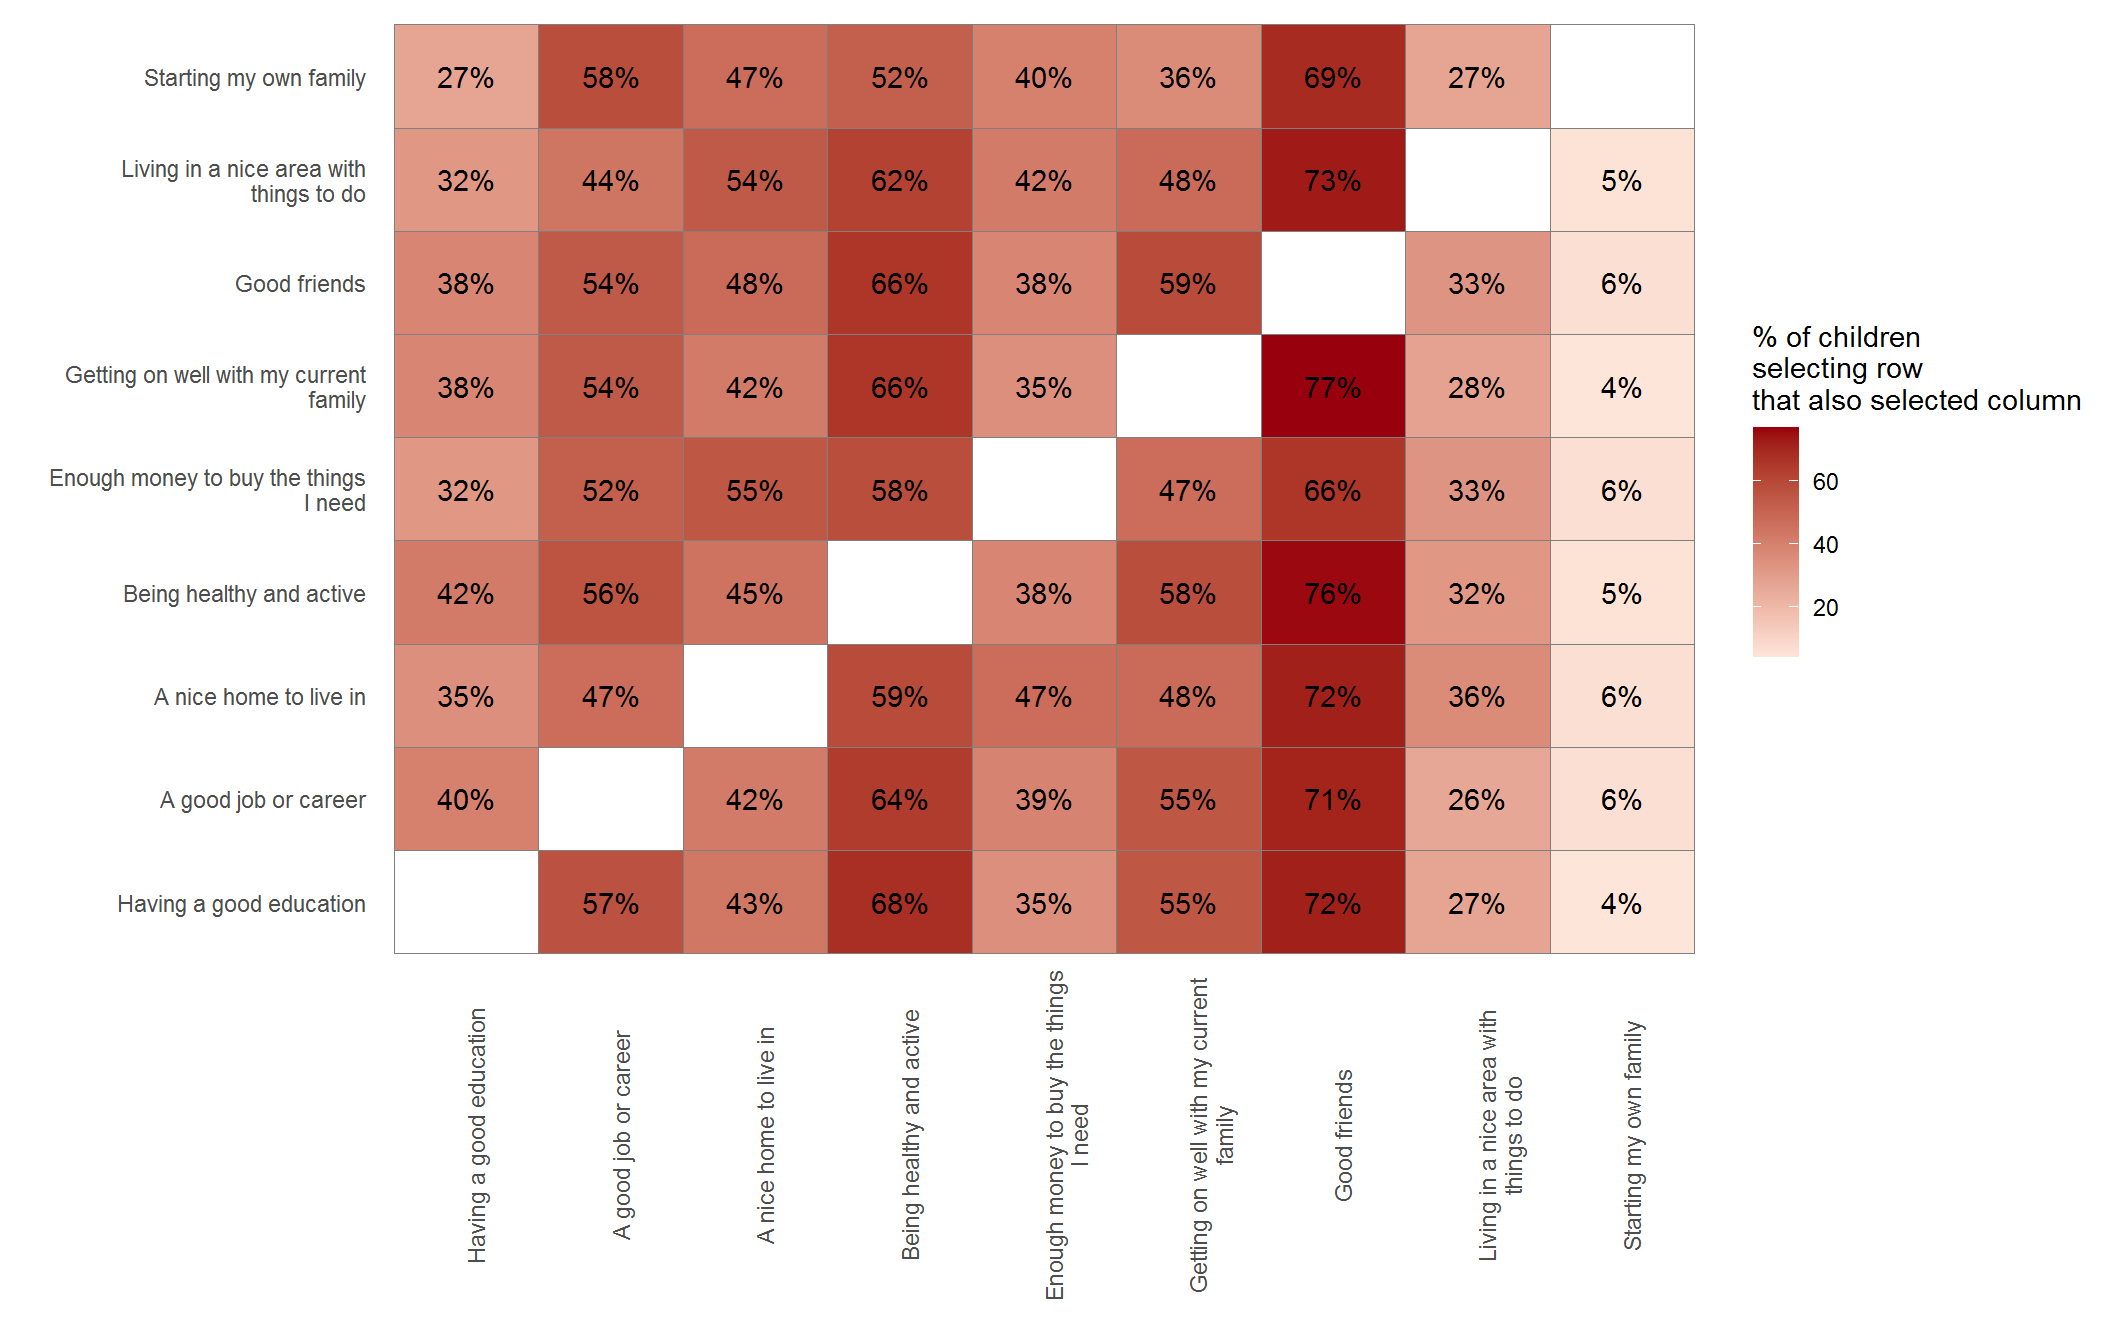 Starting my own family
27% 58% 47% 52% 40% 36% 69% 27%
Living in a nice area with
things to do
32% 44% 54% 62% 42% 48% 73% 5%
Good friends
38% 54% 48% 66% 38% 59% 33% 6%
Getting on well with my current
family
38% 54% 42% 66% 35% 77% 28% 4%
Enough money to buy the things
I need
32% 52% 55% 58% 47% 66% 33% 6%
Being healthy and active
42% 56% 45% 38% 58% 76% 32% 5%
A nice home to live in
35% 47% 59% 47% 48% 72% 36% 6%
A good job or career
40% 42% 64% 39% 55% 71% 26% 6%
Having a good education
57% 43% 68% 35% 55% 72% 27% 4%
Having a good education
A good job or career
A nice home to live in
Being healthy and active
Enough money to buy the things
I need
Getting on well with my current
family
Good friends
Living in a nice area with
things to do
Starting my own family
% of children
selecting row
that also selected column
60
40
20